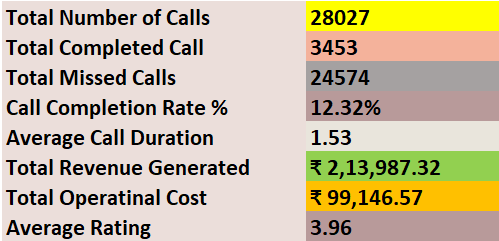 Total Number of Calls 28027
Total Completed Call 3453
Total Missed Calls 24574
Call Completion Rate % 12.32%
Average Call Duration 1.53
Total Revenue Generated ₹ 2,13,987.32
Total Operatinal Cost ₹ 99,146.57
Average Rating 3.96